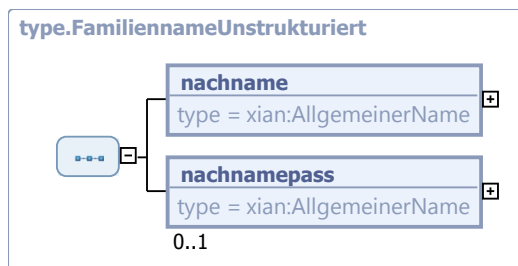 type.FamiliennameUnstrukturiert
nachname
type = xian:AllgemeinerName
nachnamepass
type = xian:AllgemeinerName
0..1